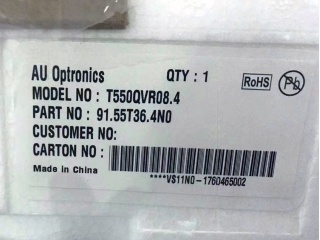 AU Optronics QTY : 1
MODEL NO : T550QVR08.4 RoHS Pb
PART NO : 91.55T36.4N0
CUSTOMER NO:
CARTON NO :
Made in China
****VS11N0-1760465002